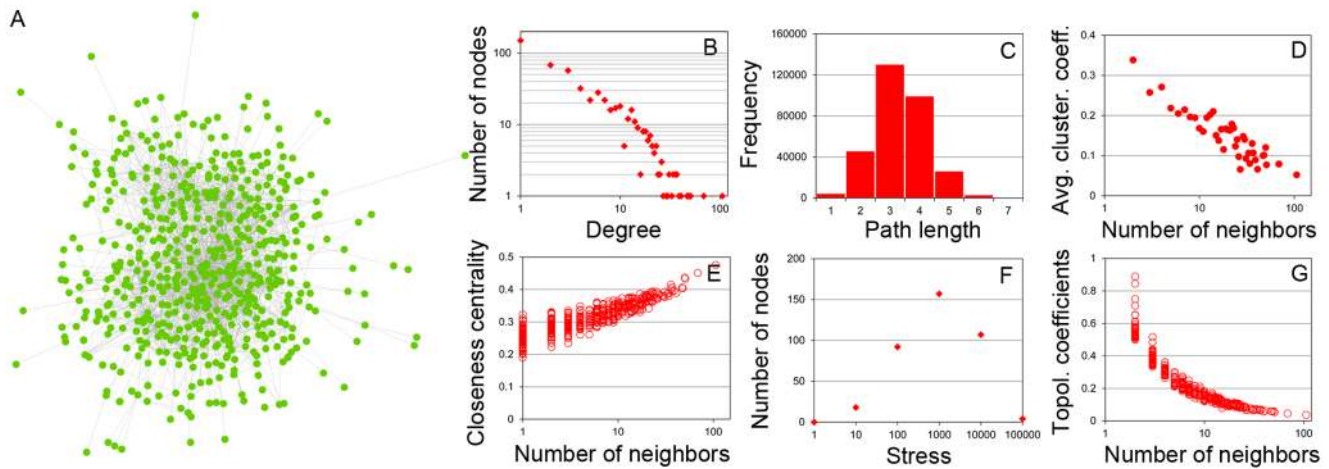 A
B
Number of nodes
100
10
1
1
10
100
Degree
C
Frequency
160000
120000
80000
40000
0
1 2 3 4 5 6 7
Path length
D
Avg. cluster. coeff.
0.4
0.3
0.2
0.1
0
1
10
100
Number of neighbors
E
Closeness centrality
0.5
0.4
0.3
0.2
0.1
0
1
10
100
Number of neighbors
F
Number of nodes
200
150
100
50
0
1 10 100 1000 10000 100000
Stress
G
Topol. coefficients
1
0.8
0.6
0.4
0.2
0
1
10
100
Number of neighbors